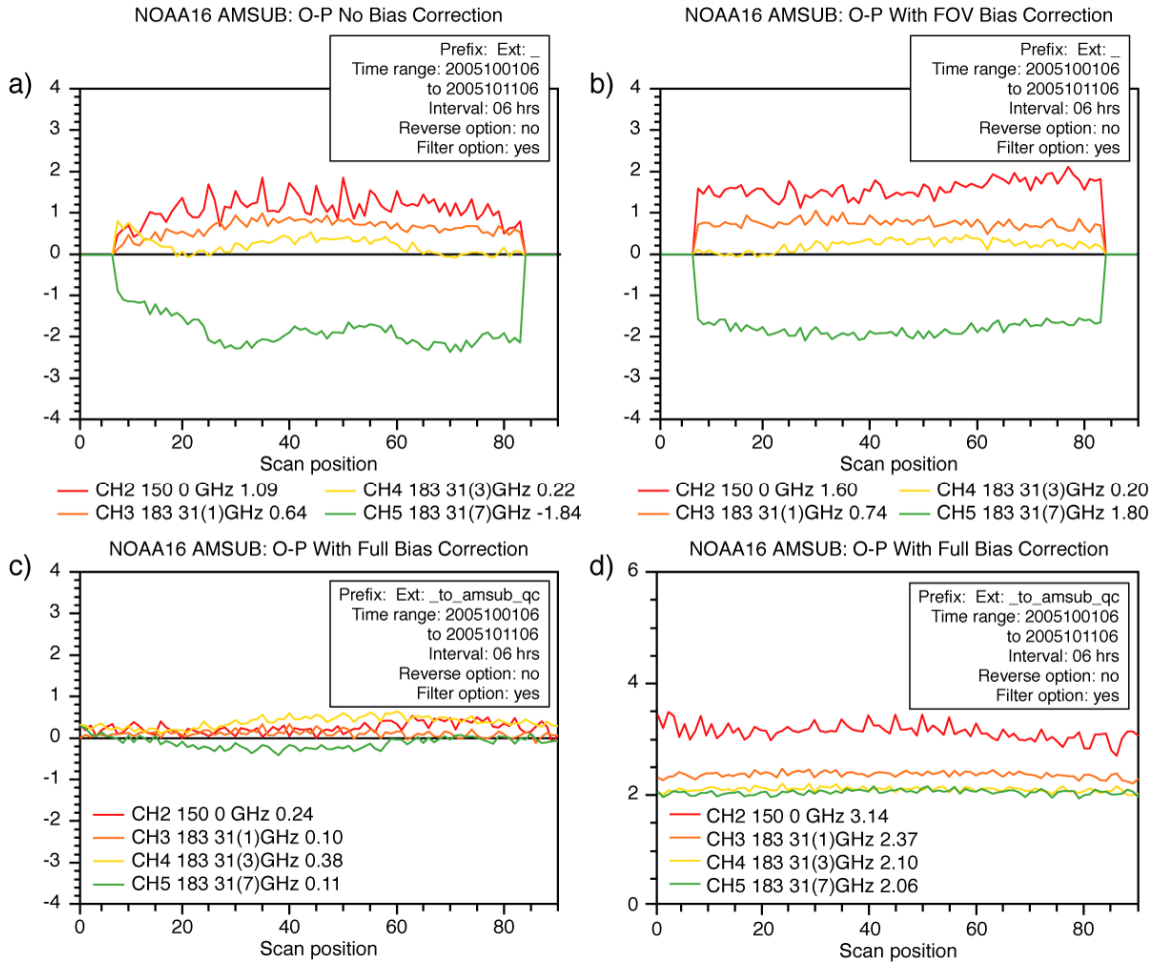 NOAA16 AMSUB: O-P No Bias Correction
a)
Prefix: Ext: _
Time range: 2005100106
to 2005101106
Interval: 06 hrs
Reverse option: no
Filter option: yes
4
3
2
1
0
-1
-2
-3
-4
0 20 40 60 80
Scan position
CH2 150 0 GHz 1.09
CH3 183 31(1)GHz 0.64
CH4 183 31(3)GHz 0.22
CH5 183 31(7)GHz -1.84
NOAA16 AMSUB: O-P With FOV Bias Correction
b)
Prefix: Ext: _
Time range: 2005100106
to 2005101106
Interval: 06 hrs
Reverse option: no
Filter option: yes
4
3
2
1
0
-1
-2
-3
-4
0 20 40 60 80
Scan position
CH2 150 0 GHz 1.60
CH3 183 31(1)GHz 0.74
CH4 183 31(3)GHz 0.20
CH5 183 31(7)GHz 1.80
NOAA16 AMSUB: O-P With Full Bias Correction
c)
Prefix: Ext: _to_amsub_qc
Time range: 2005100106
to 2005101106
Interval: 06 hrs
Reverse option: no
Filter option: yes
4
3
2
1
0
-1
-2
-3
-4
CH2 150 0 GHz 0.24
CH3 183 31(1)GHz 0.10
CH4 183 31(3)GHz 0.38
CH5 183 31(7)GHz 0.11
0 20 40 60 80
Scan position
NOAA16 AMSUB: O-P With Full Bias Correction
d)
Prefix: Ext: _to_amsub_qc
Time range: 2005100106
to 2005101106
Interval: 06 hrs
Reverse option: no
Filter option: yes
6
4
2
0
CH2 150 0 GHz 3.14
CH3 183 31(1)GHz 2.37
CH4 183 31(3)GHz 2.10
CH5 183 31(7)GHz 2.06
0 20 40 60 80
Scan position